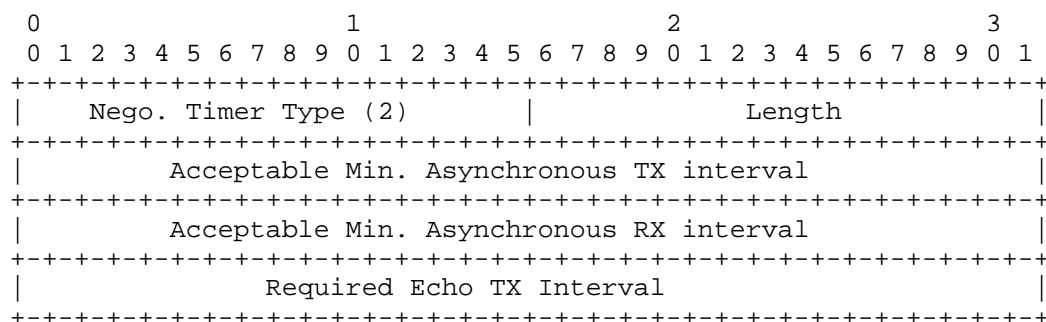 0                   1                   2                   3
 0 1 2 3 4 5 6 7 8 9 0 1 2 3 4 5 6 7 8 9 0 1 2 3 4 5 6 7 8 9 0 1
+-+-+-+-+-+-+-+-+-+-+-+-+-+-+-+-+-+-+-+-+-+-+-+-+-+-+-+-+-+-+-+-+
|    Nego. Timer Type (2)       |             Length            |
+-+-+-+-+-+-+-+-+-+-+-+-+-+-+-+-+-+-+-+-+-+-+-+-+-+-+-+-+-+-+-+-+
|         Acceptable Min. Asynchronous TX interval              |
+-+-+-+-+-+-+-+-+-+-+-+-+-+-+-+-+-+-+-+-+-+-+-+-+-+-+-+-+-+-+-+-+
|         Acceptable Min. Asynchronous RX interval              |
+-+-+-+-+-+-+-+-+-+-+-+-+-+-+-+-+-+-+-+-+-+-+-+-+-+-+-+-+-+-+-+-+
|               Required Echo TX Interval                       |
+-+-+-+-+-+-+-+-+-+-+-+-+-+-+-+-+-+-+-+-+-+-+-+-+-+-+-+-+-+-+-+-+